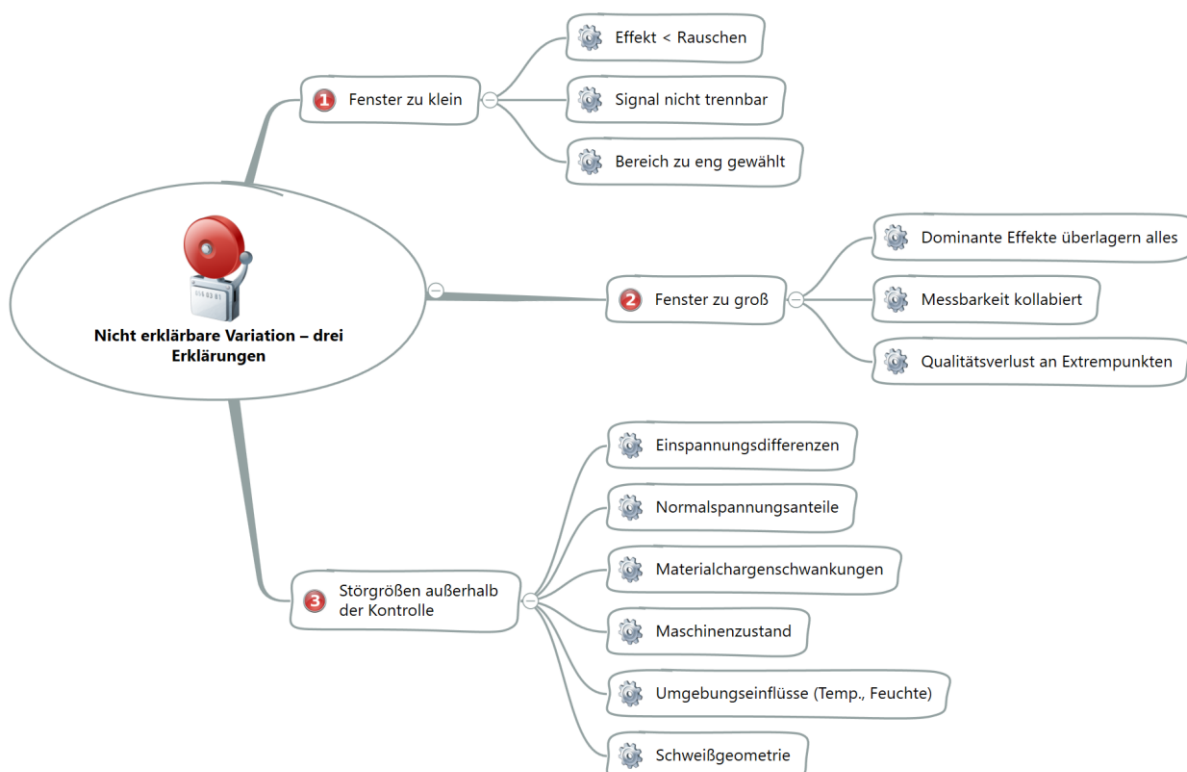 Nicht erklärbare Variation – drei
Erklärungen
1 Fenster zu klein
Effekt < Rauschen
Signal nicht trennbar
Bereich zu eng gewählt
2 Fenster zu groß
Dominante Effekte überlagern alles
Messbarkeit kollabiert
Qualitätsverlust an Extrempunkten
3 Störgrößen außerhalb
der Kontrolle
Einspannungsdifferenzen
Normalspannungsanteile
Materialchargenschwankungen
Maschinenzustand
Umgebungseinflüsse (Temp., Feuchte)
Schweißgeometrie